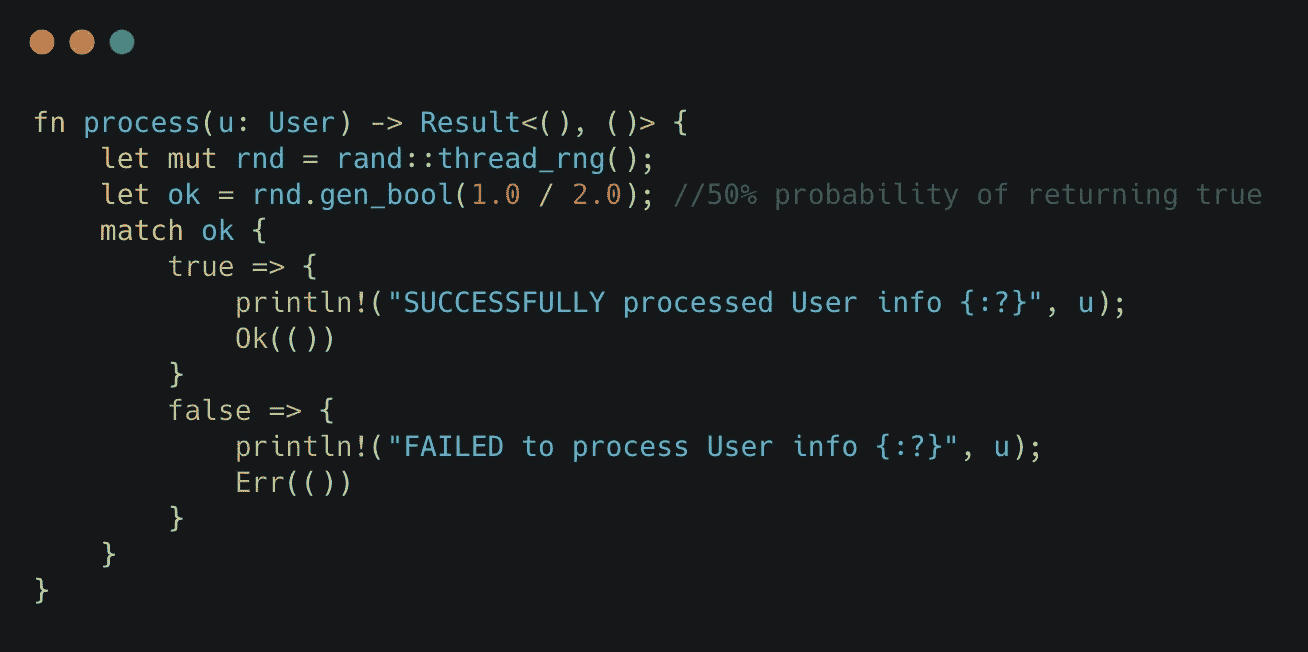 fn process(u: User) -> Result<(), ()> {
    let mut rnd = rand::thread_rng();
    let ok = rnd.gen_bool(1.0 / 2.0); //50% probability of returning true
    match ok {
        true => {
            println!("SUCCESSFULLY processed User info {:?}", u);
            Ok(())
        }
        false => {
            println!("FAILED to process User info {:?}", u);
            Err(())
        }
    }
}